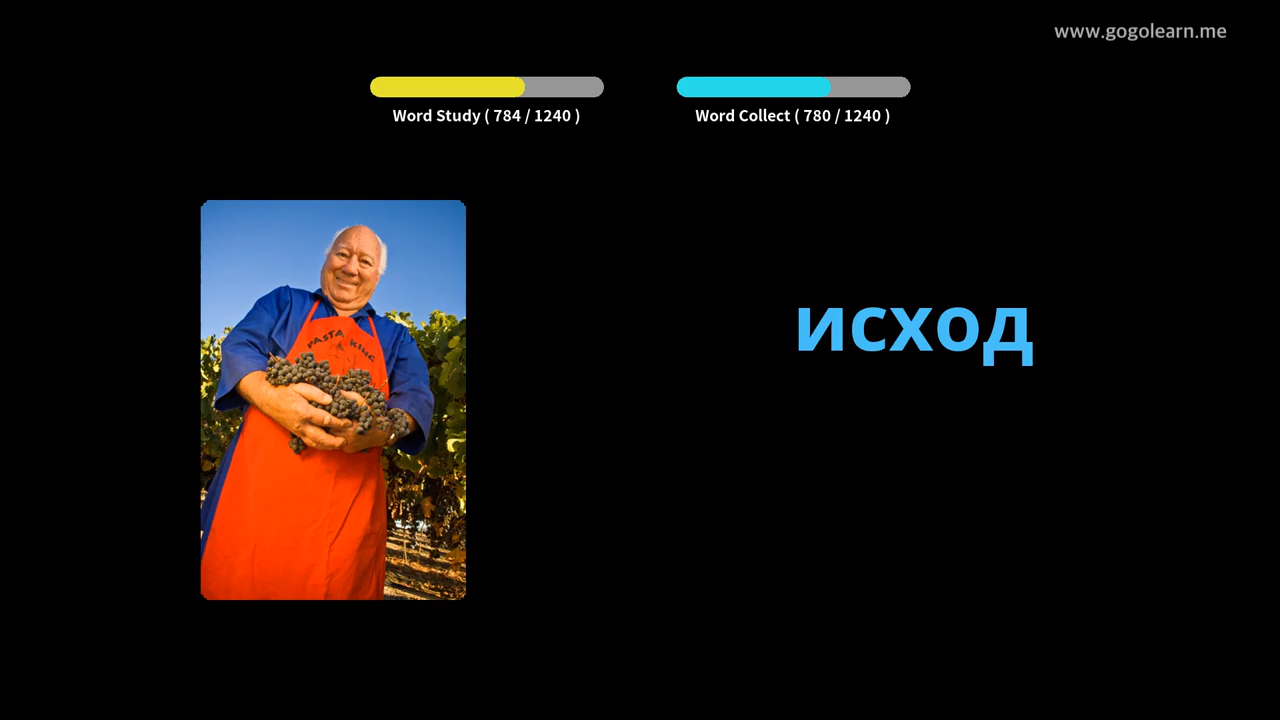 www.gogolearn.me
Word Study ( 784 / 1240 )
Word Collect ( 780 / 1240 )
PASTA KING
исход